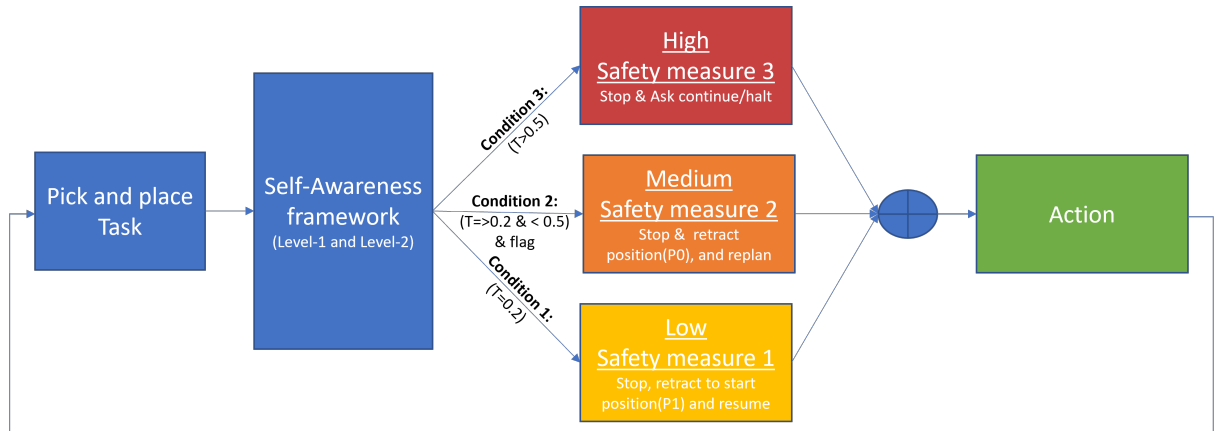 Pick and place
Task
Self-Awareness
framework
(Level-1 and Level-2)
Condition 3:
(T>0.5)
Condition 2:
(T=>0.2 & < 0.5)
& flag
Condition 1:
(T=0.2)
High
Safety measure 3
Stop & Ask continue/halt
Medium
Safety measure 2
Stop & retract
position(P0), and replan
Low
Safety measure 1
Stop, retract to start
position(P1) and resume
Action